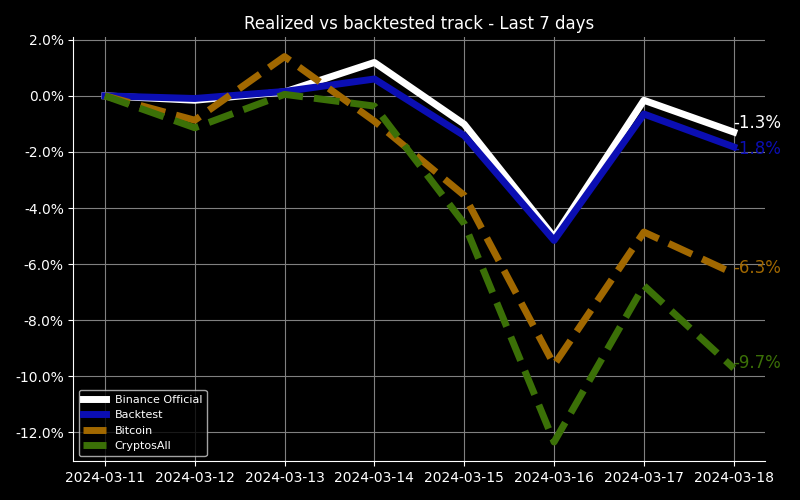 Realized vs backtested track - Last 7 days
2.0%
0.0%
-2.0%
-4.0%
-6.0%
-8.0%
-10.0%
-12.0%
-1.3%
-1.8%
-6.3%
-9.7%
Binance Official
Backtest
Bitcoin
CryptosAll
2024-03-11 2024-03-12 2024-03-13 2024-03-14 2024-03-15 2024-03-16 2024-03-17 2024-03-18